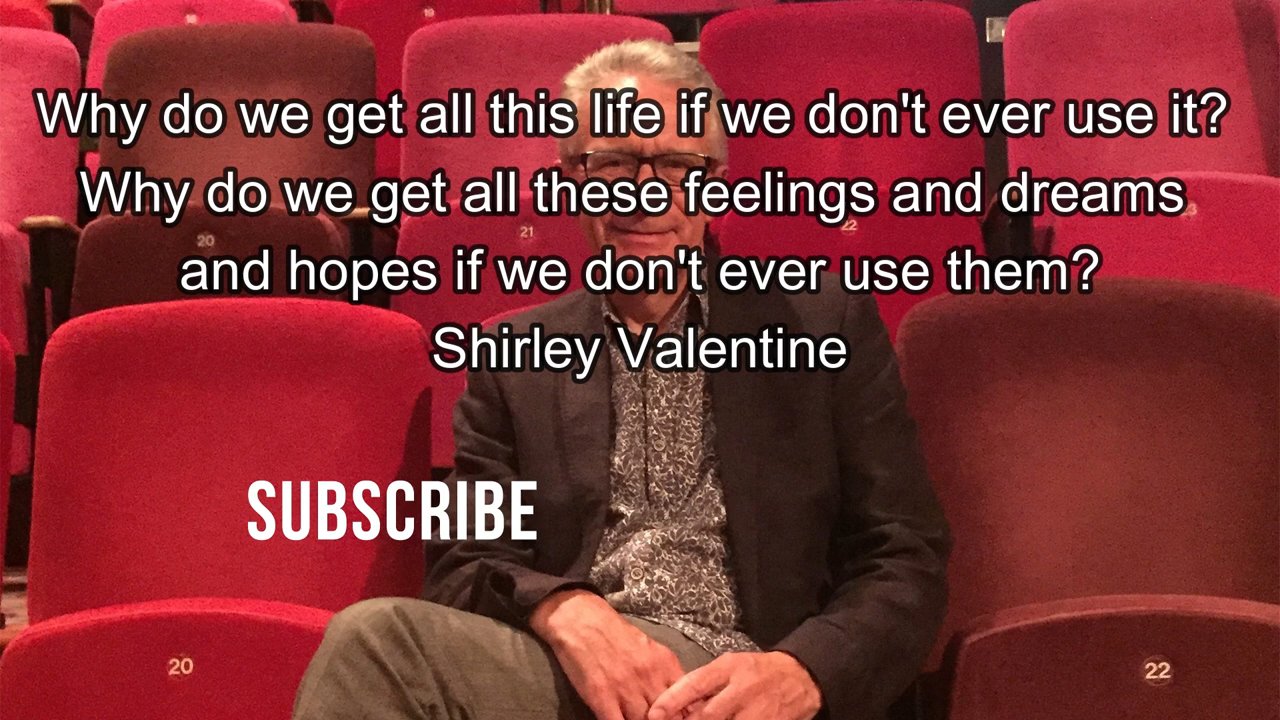 19
Why do we get all this life if we don't ever use it?
Why do we get all these feelings and dreams
20
21
22
23
and hopes if we don't ever use them?
Shirley Valentine
SUBSCRIBE
20
22